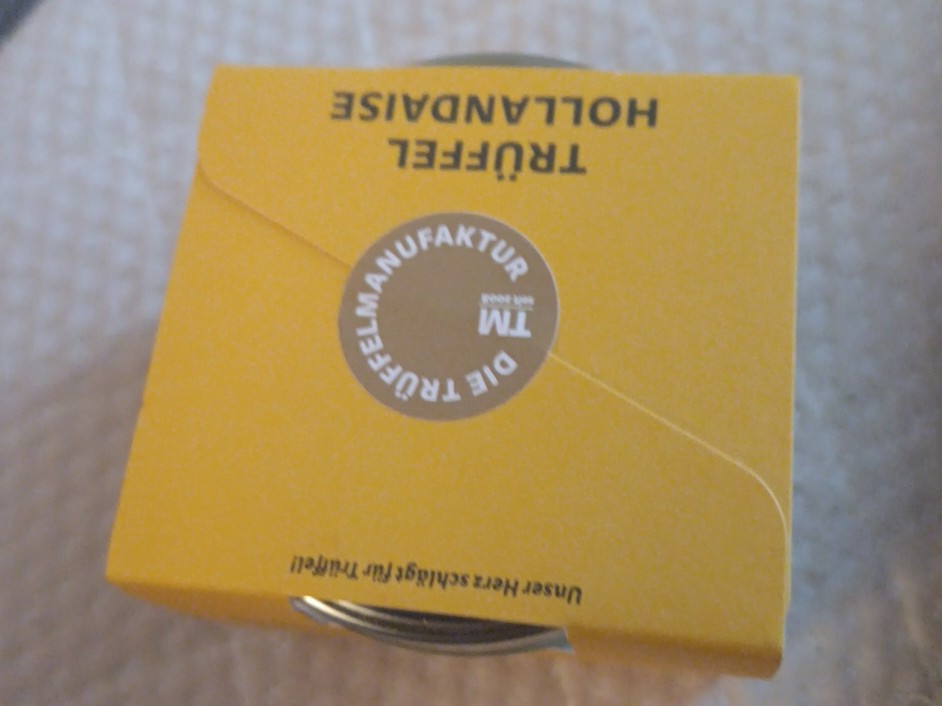 Unser Herz schlägt für Trüffel!
DIE TRÜFFELMANUFAKTUR
TM
seit 2008
TRÜFFEL
HOLLANDAISE